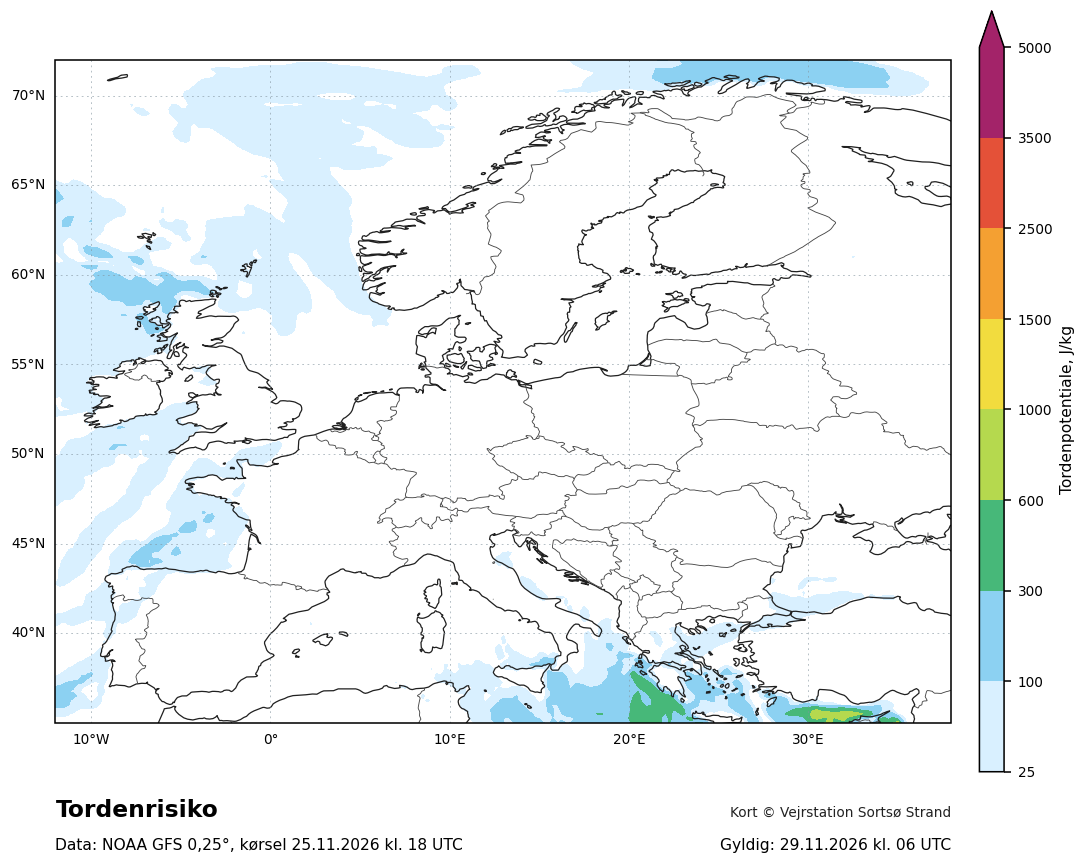 70°N
65°N
60°N
55°N
50°N
45°N
40°N
10°W
0°
10°E
20°E
30°E
5000
3500
2500
1500
1000
600
300
100
25
Tordenpotentiale, J/kg
Tordenrisiko
Kort © Vejrstation Sortsø Strand
Data: NOAA GFS 0,25°, kørsel 25.11.2026 kl. 18 UTC
Gyldig: 29.11.2026 kl. 06 UTC